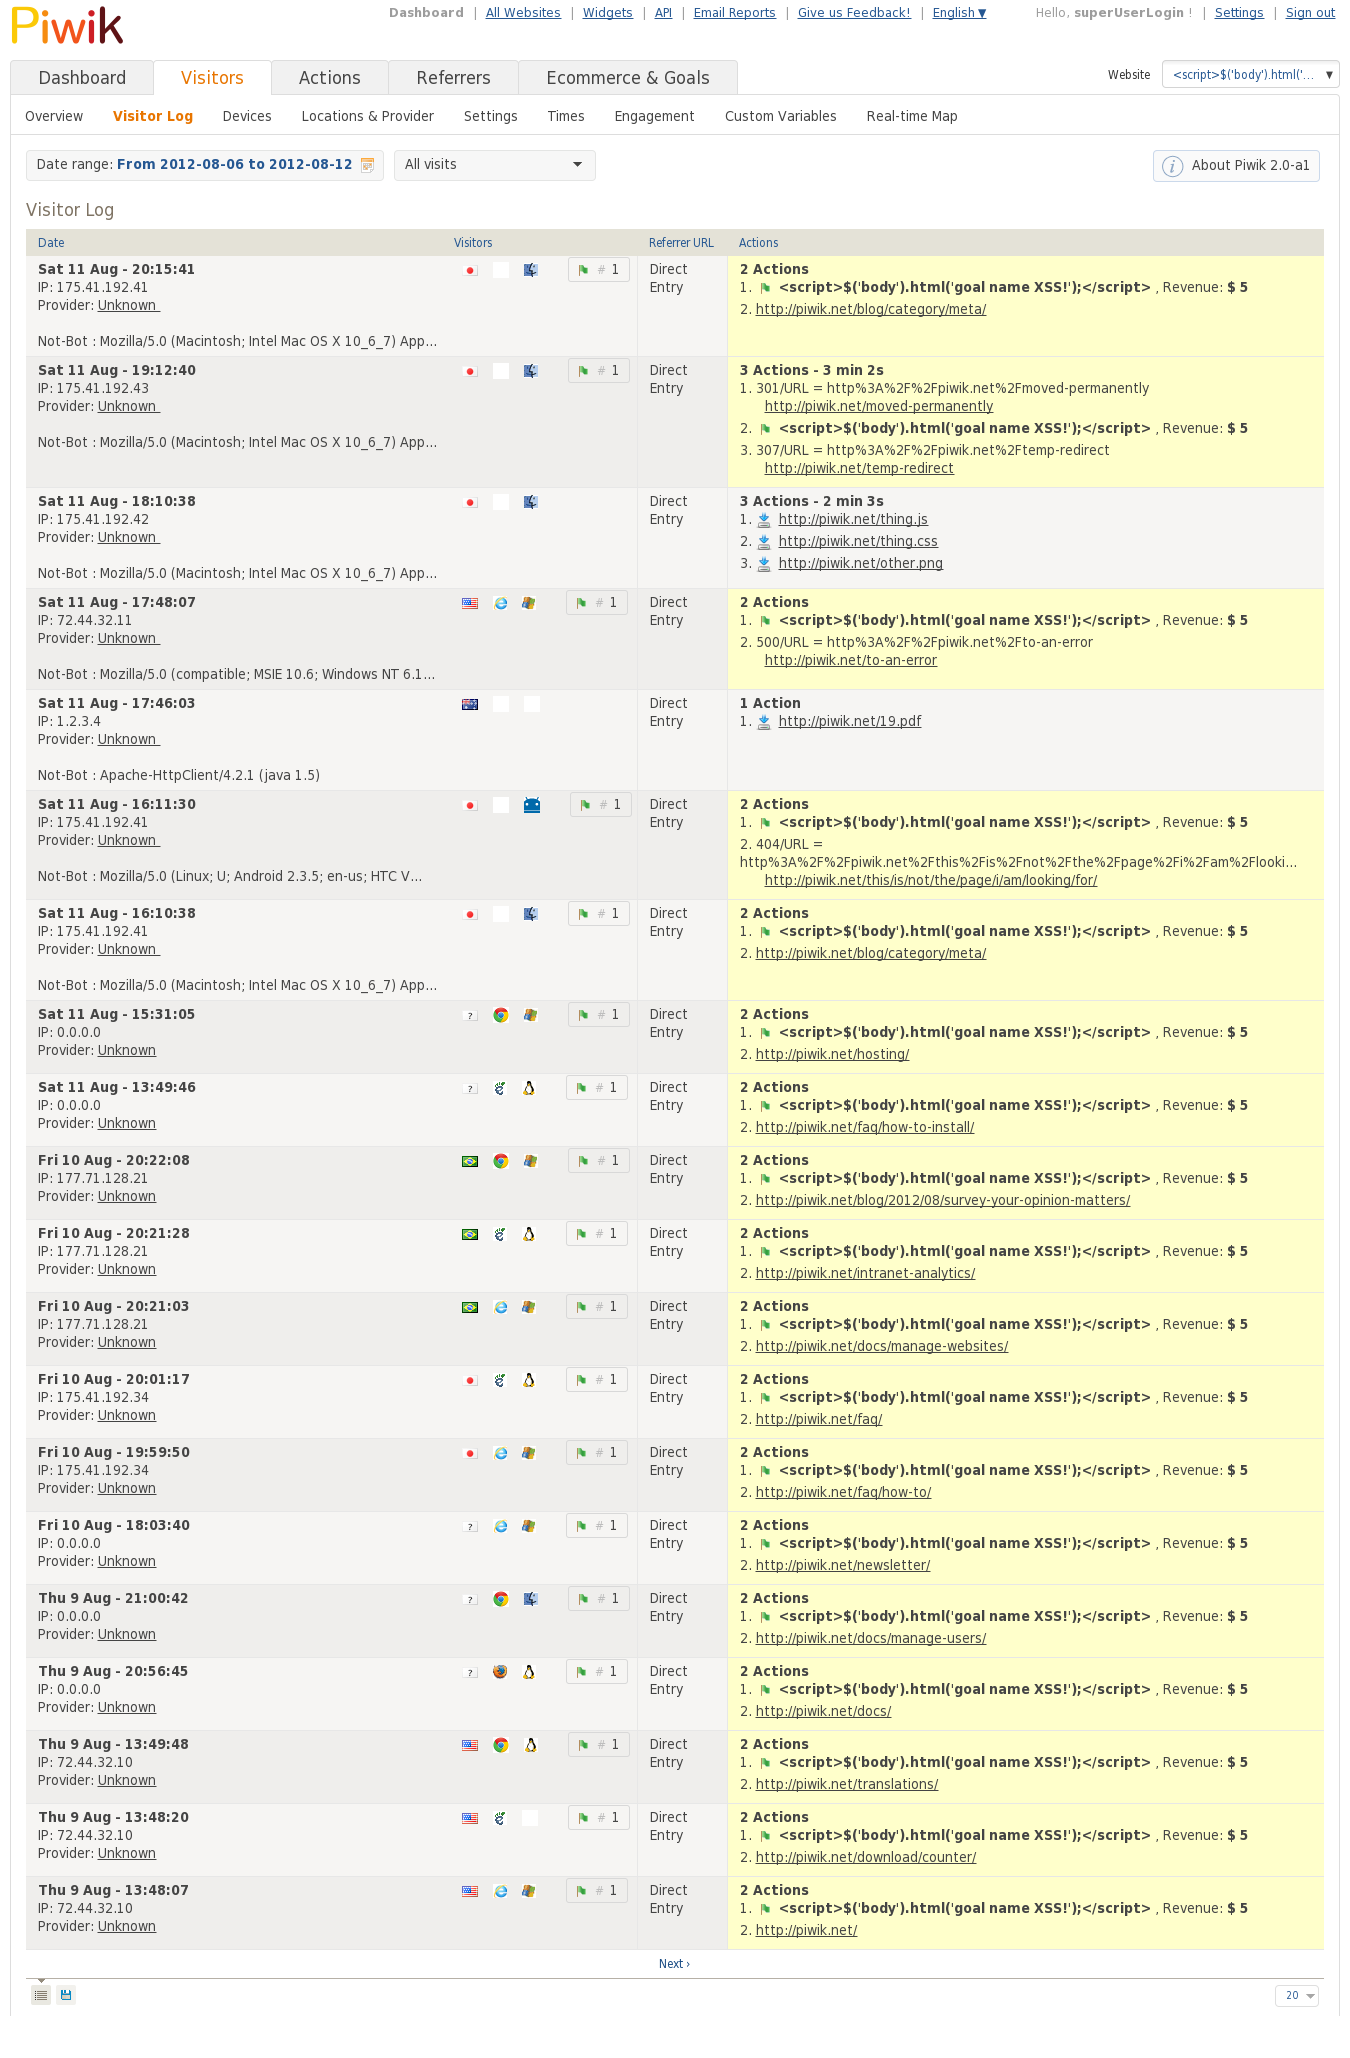 Piwik
Dashboard | All Websites | Widgets | API | Email Reports | Give us Feedback! | English ▼ Hello, superUserLogin ! | Settings | Sign out
Dashboard Visitors Actions Referrers Ecommerce & Goals Website <script>$('body').html('... ▼
Overview Visitor Log Devices Locations & Provider Settings Times Engagement Custom Variables Real-time Map
Date range: From 2012-08-06 to 2012-08-12 All visits About Piwik 2.0-a1
Visitor Log
Date Visitors Referrer URL Actions
Sat 11 Aug - 20:15:41 # 1 Direct 2 Actions
IP: 175.41.192.41 Entry 1. <script>$('body').html('goal name XSS!');</script> , Revenue: $ 5
Provider: Unknown 2. http://piwik.net/blog/category/meta/
Not-Bot : Mozilla/5.0 (Macintosh; Intel Mac OS X 10_6_7) App...
Sat 11 Aug - 19:12:40 # 1 Direct 3 Actions - 3 min 2s
IP: 175.41.192.43 Entry 1. 301/URL = http%3A%2F%2Fpiwik.net%2Fmoved-permanently
Provider: Unknown http://piwik.net/moved-permanently
2. <script>$('body').html('goal name XSS!');</script> , Revenue: $ 5
Not-Bot : Mozilla/5.0 (Macintosh; Intel Mac OS X 10_6_7) App... 3. 307/URL = http%3A%2F%2Fpiwik.net%2Ftemp-redirect
http://piwik.net/temp-redirect
Sat 11 Aug - 18:10:38 Direct 3 Actions - 2 min 3s
IP: 175.41.192.42 Entry 1. http://piwik.net/thing.js
Provider: Unknown 2. http://piwik.net/thing.css
3. http://piwik.net/other.png
Not-Bot : Mozilla/5.0 (Macintosh; Intel Mac OS X 10_6_7) App...
Sat 11 Aug - 17:48:07 # 1 Direct 2 Actions
IP: 72.44.32.11 Entry 1. <script>$('body').html('goal name XSS!');</script> , Revenue: $ 5
Provider: Unknown 2. 500/URL = http%3A%2F%2Fpiwik.net%2Fto-an-error
http://piwik.net/to-an-error
Not-Bot : Mozilla/5.0 (compatible; MSIE 10.6; Windows NT 6.1...
Sat 11 Aug - 17:46:03 Direct 1 Action
IP: 1.2.3.4 Entry 1. http://piwik.net/19.pdf
Provider: Unknown
Not-Bot : Apache-HttpClient/4.2.1 (java 1.5)
Sat 11 Aug - 16:11:30 # 1 Direct 2 Actions
IP: 175.41.192.41 Entry 1. <script>$('body').html('goal name XSS!');</script> , Revenue: $ 5
Provider: Unknown 2. 404/URL =
http%3A%2F%2Fpiwik.net%2Fthis%2Fis%2Fnot%2Fthe%2Fpage%2Fi%2Fam%2Flooki...
Not-Bot : Mozilla/5.0 (Linux; U; Android 2.3.5; en-us; HTC V... http://piwik.net/this/is/not/the/page/i/am/looking/for/
Sat 11 Aug - 16:10:38 # 1 Direct 2 Actions
IP: 175.41.192.41 Entry 1. <script>$('body').html('goal name XSS!');</script> , Revenue: $ 5
Provider: Unknown 2. http://piwik.net/blog/category/meta/
Not-Bot : Mozilla/5.0 (Macintosh; Intel Mac OS X 10_6_7) App...
Sat 11 Aug - 15:31:05 ? # 1 Direct 2 Actions
IP: 0.0.0.0 Entry 1. <script>$('body').html('goal name XSS!');</script> , Revenue: $ 5
Provider: Unknown 2. http://piwik.net/hosting/
Sat 11 Aug - 13:49:46 ? # 1 Direct 2 Actions
IP: 0.0.0.0 Entry 1. <script>$('body').html('goal name XSS!');</script> , Revenue: $ 5
Provider: Unknown 2. http://piwik.net/faq/how-to-install/
Fri 10 Aug - 20:22:08 # 1 Direct 2 Actions
IP: 177.71.128.21 Entry 1. <script>$('body').html('goal name XSS!');</script> , Revenue: $ 5
Provider: Unknown 2. http://piwik.net/blog/2012/08/survey-your-opinion-matters/
Fri 10 Aug - 20:21:28 # 1 Direct 2 Actions
IP: 177.71.128.21 Entry 1. <script>$('body').html('goal name XSS!');</script> , Revenue: $ 5
Provider: Unknown 2. http://piwik.net/intranet-analytics/
Fri 10 Aug - 20:21:03 # 1 Direct 2 Actions
IP: 177.71.128.21 Entry 1. <script>$('body').html('goal name XSS!');</script> , Revenue: $ 5
Provider: Unknown 2. http://piwik.net/docs/manage-websites/
Fri 10 Aug - 20:01:17 # 1 Direct 2 Actions
IP: 175.41.192.34 Entry 1. <script>$('body').html('goal name XSS!');</script> , Revenue: $ 5
Provider: Unknown 2. http://piwik.net/faq/
Fri 10 Aug - 19:59:50 # 1 Direct 2 Actions
IP: 175.41.192.34 Entry 1. <script>$('body').html('goal name XSS!');</script> , Revenue: $ 5
Provider: Unknown 2. http://piwik.net/faq/how-to/
Fri 10 Aug - 18:03:40 ? # 1 Direct 2 Actions
IP: 0.0.0.0 Entry 1. <script>$('body').html('goal name XSS!');</script> , Revenue: $ 5
Provider: Unknown 2. http://piwik.net/newsletter/
Thu 9 Aug - 21:00:42 ? # 1 Direct 2 Actions
IP: 0.0.0.0 Entry 1. <script>$('body').html('goal name XSS!');</script> , Revenue: $ 5
Provider: Unknown 2. http://piwik.net/docs/manage-users/
Thu 9 Aug - 20:56:45 ? # 1 Direct 2 Actions
IP: 0.0.0.0 Entry 1. <script>$('body').html('goal name XSS!');</script> , Revenue: $ 5
Provider: Unknown 2. http://piwik.net/docs/
Thu 9 Aug - 13:49:48 # 1 Direct 2 Actions
IP: 72.44.32.10 Entry 1. <script>$('body').html('goal name XSS!');</script> , Revenue: $ 5
Provider: Unknown 2. http://piwik.net/translations/
Thu 9 Aug - 13:48:20 # 1 Direct 2 Actions
IP: 72.44.32.10 Entry 1. <script>$('body').html('goal name XSS!');</script> , Revenue: $ 5
Provider: Unknown 2. http://piwik.net/download/counter/
Thu 9 Aug - 13:48:07 # 1 Direct 2 Actions
IP: 72.44.32.10 Entry 1. <script>$('body').html('goal name XSS!');</script> , Revenue: $ 5
Provider: Unknown 2. http://piwik.net/
Next ›
20